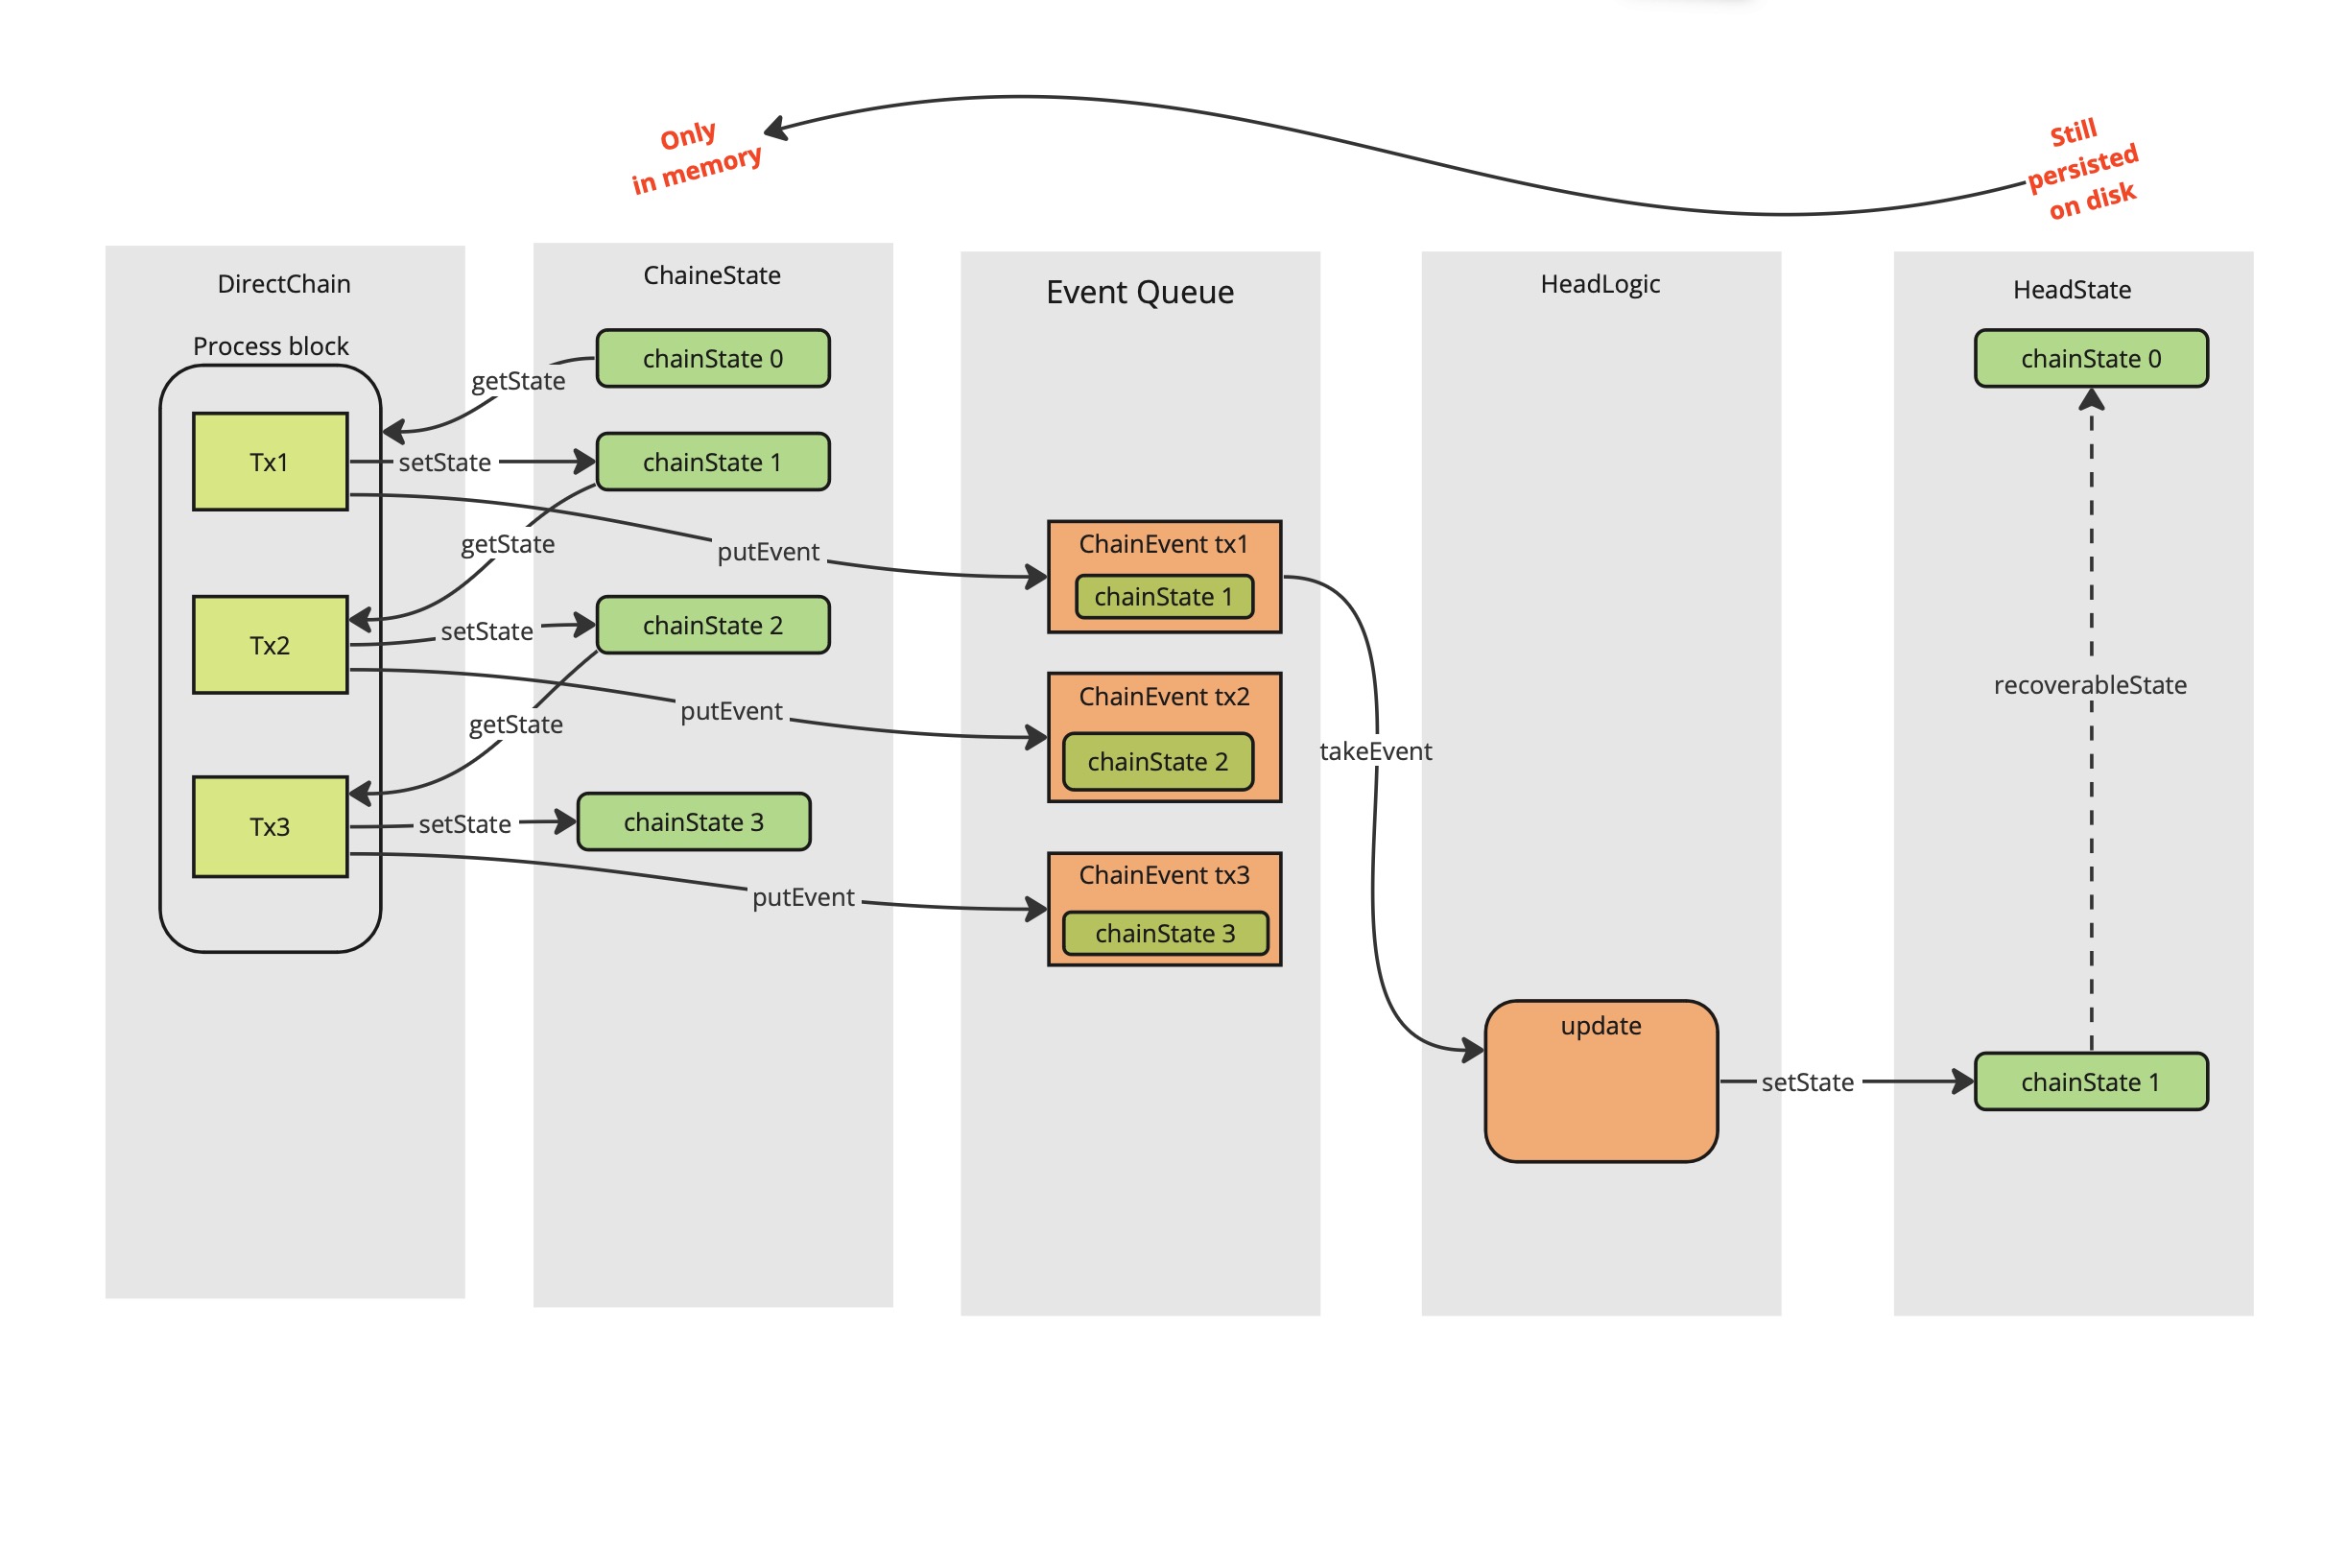 Only
in memory
Still
persisted
on disk
DirectChain
ChaineState
Event Queue
HeadLogic
HeadState
Process block
chainState 0
getState
Tx1
setState
chainState 1
getState
putEvent
Tx2
setState
chainState 2
getState
putEvent
Tx3
setState
chainState 3
putEvent
ChainEvent tx1
chainState 1
ChainEvent tx2
chainState 2
ChainEvent tx3
chainState 3
takeEvent
update
setState
chainState 0
recoverableState
chainState 1